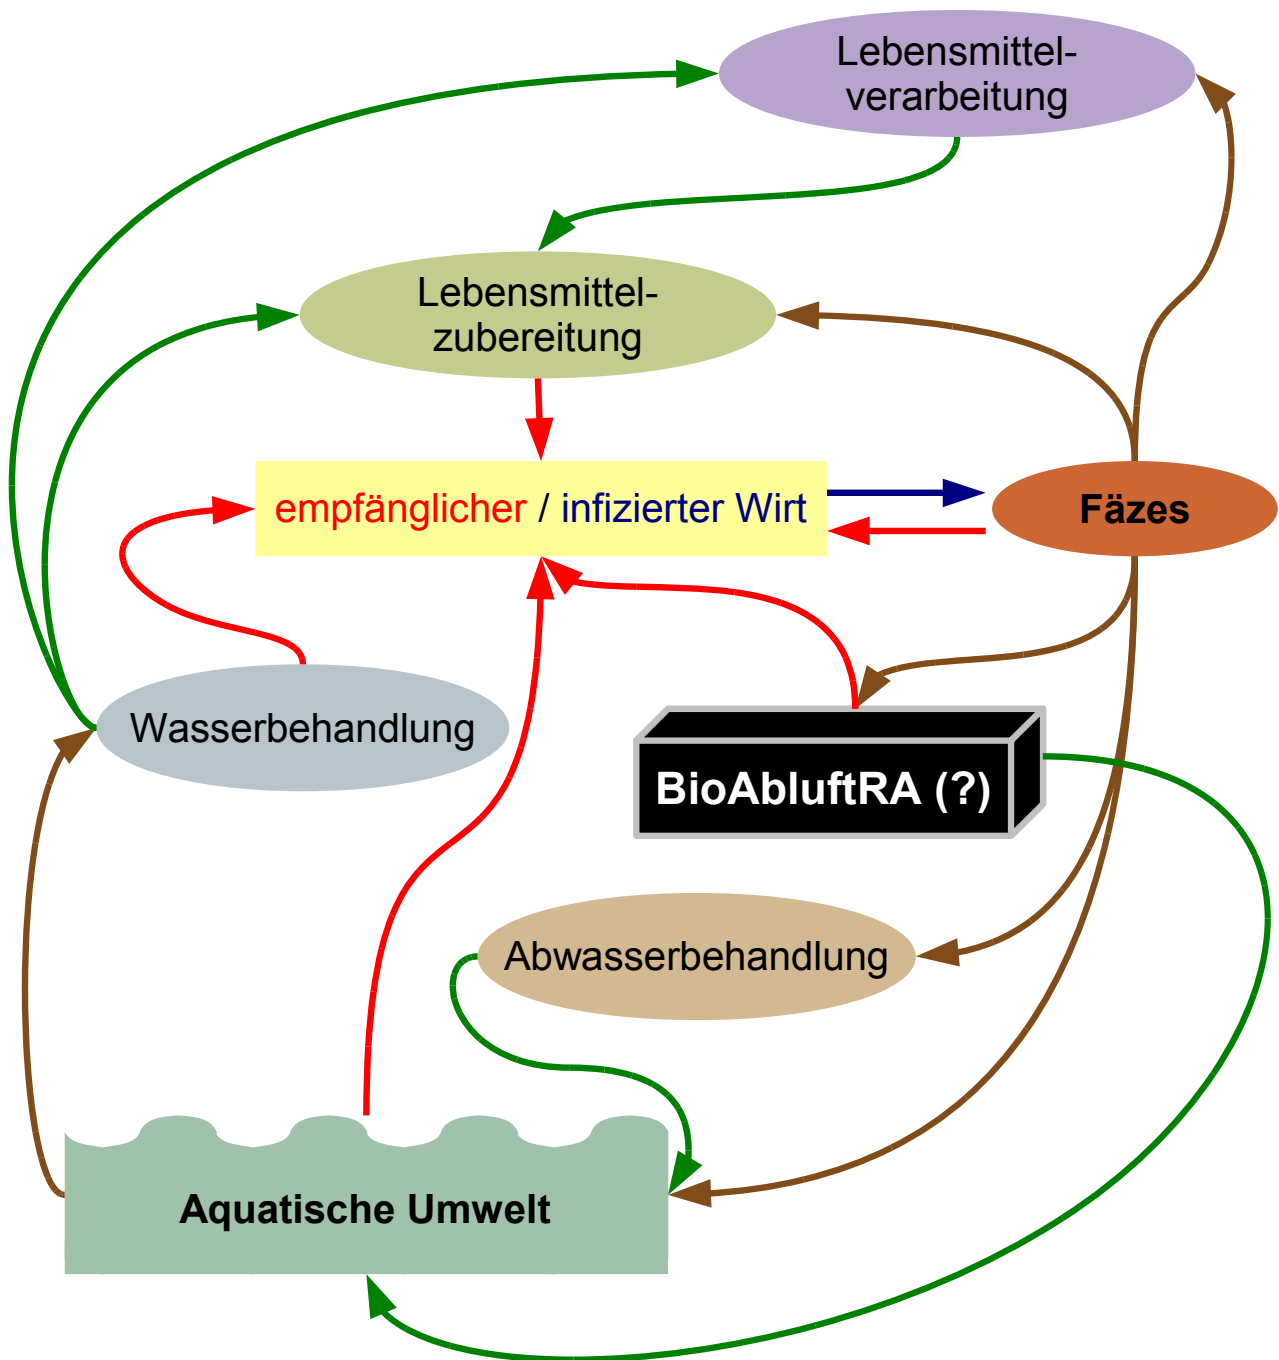 Lebensmittel-
verarbeitung
Lebensmittel-
zubereitung
empfänglicher / infizierter Wirt
Fäzes
Wasserbehandlung
BioAbluftRA (?)
Abwasserbehandlung
Aquatische Umwelt